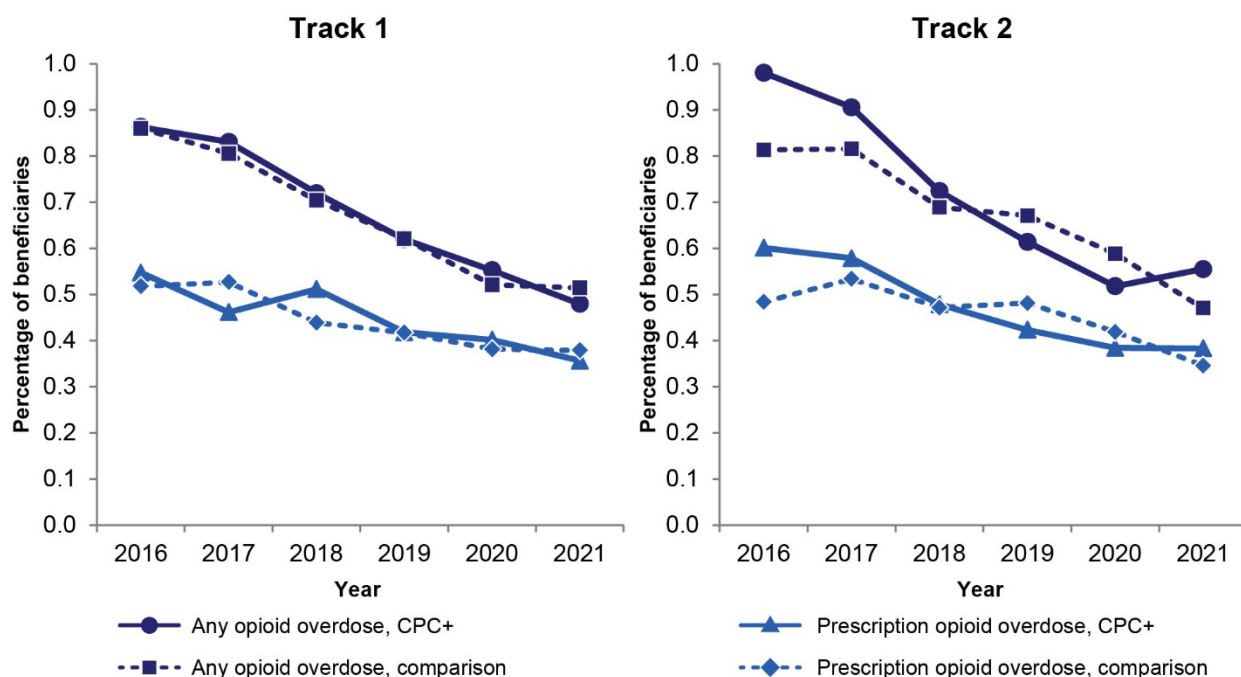 Track 1
Percentage of beneficiaries
1.0
0.9
0.8
0.7
0.6
0.5
0.4
0.3
0.2
0.1
0.0
2016 2017 2018 2019 2020 2021
Year
Track 2
Percentage of beneficiaries
1.0
0.9
0.8
0.7
0.6
0.5
0.4
0.3
0.2
0.1
0.0
2016 2017 2018 2019 2020 2021
Year
Any opioid overdose, CPC+
Any opioid overdose, comparison
Prescription opioid overdose, CPC+
Prescription opioid overdose, comparison